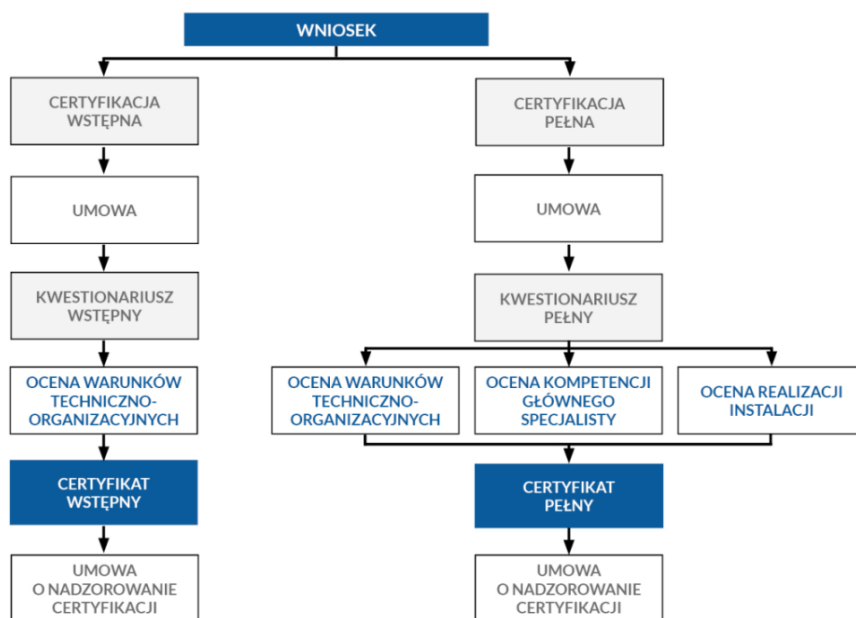 WNIOSEK
CERTYFIKACJA
WSTĘPNA
CERTYFIKACJA
PEŁNA
UMOWA
UMOWA
KWESTIONARIUSZ
WSTĘPNY
KWESTIONARIUSZ
PEŁNY
OCENA WARUNKÓW
TECHNICZNO-
ORGANIZACYJNYCH
OCENA WARUNKÓW
TECHNICZNO-
ORGANIZACYJNYCH
OCENA KOMPETENCJI
GŁÓWNEGO
SPECJALISTY
OCENA REALIZACJI
INSTALACJI
CERTYFIKAT
WSTĘPNY
CERTYFIKAT
PEŁNY
UMOWA
O NADZOROWANIE
CERTYFIKACJI
UMOWA
O NADZOROWANIE
CERTYFIKACJI